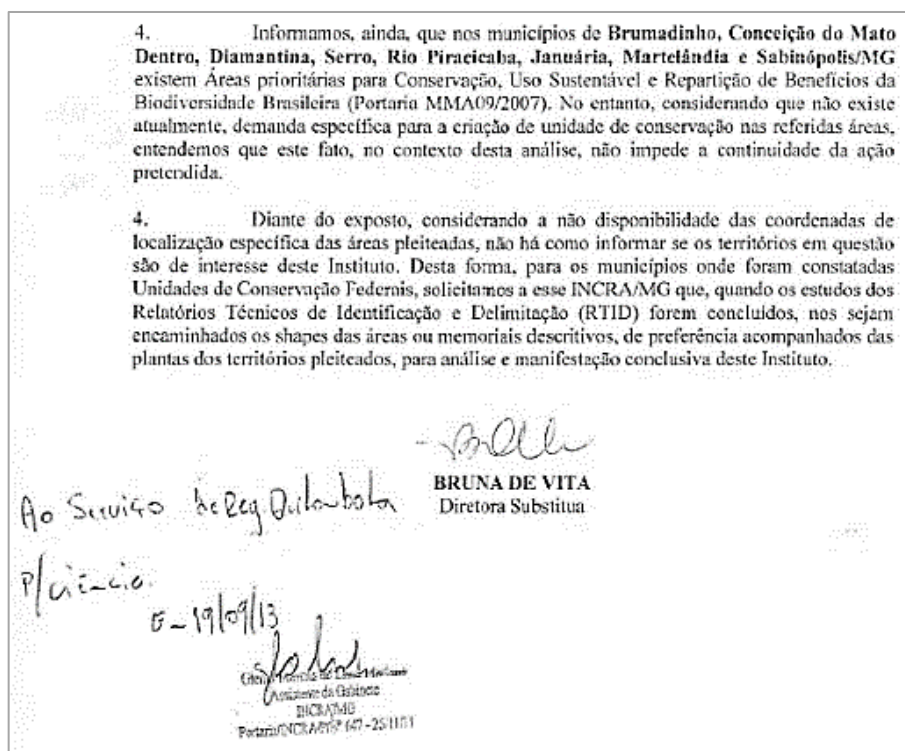 4. Informamos, ainda, que nos municípios de Brumadinho, Conceição do Mato
Dentro, Diamantina, Serro, Rio Piracicaba, Januária, Martelândia e Sabinópolis/MG
existem Áreas prioritárias para Conservação, Uso Sustentável e Repartição de Benefícios da
Biodiversidade Brasileira (Portaria MMA09/2007). No entanto, considerando que não existe
atualmente, demanda específica para a criação de unidade de conservação nas referidas áreas,
entendemos que este fato, no contexto desta análise, não impede a continuidade da ação
pretendida.
4. Diante do exposto, considerando a não disponibilidade das coordenadas de
localização específica das áreas pleiteadas, não há como informar se os territórios em questão
são de interesse deste Instituto. Desta forma, para os municípios onde foram constatadas
Unidades de Conservação Federais, solicitamos a esse INCRA/MG que, quando os estudos dos
Relatórios Técnicos de Identificação e Delimitação (RTID) forem concluídos, nos sejam
encaminhados os shapes das áreas ou memoriais descritivos, de preferência acompanhados das
plantas dos territórios pleiteados, para análise e manifestação conclusiva deste Instituto.
BRUNA DE VITA
Diretora Substitua
Ao Serviço de Reg. Quilombola
P/ciência.
19/09/13
Assistente de Gabinete
INCRA/MG